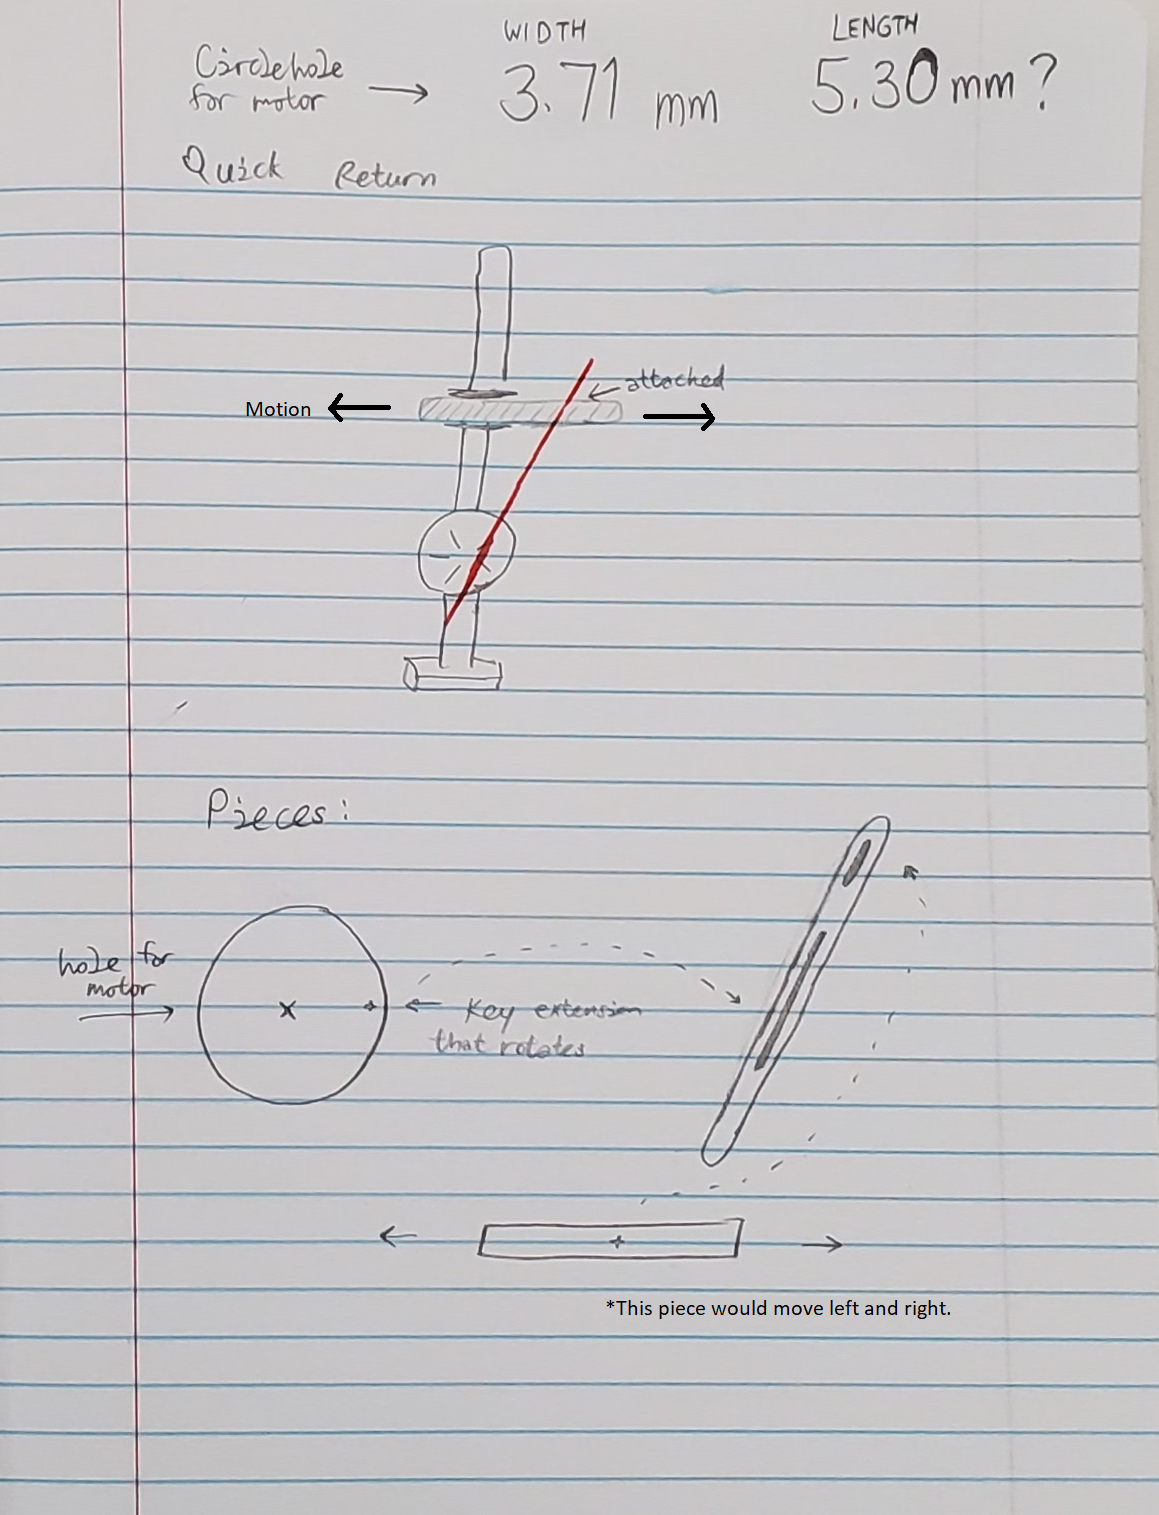 WIDTH LENGTH
Circle hole
for motor → 3.71 mm 5.30 mm?
Quick Return
attached
Motion
Pieces:
hole for
motor
x
Key extension
that rotates
*This piece would move left and right.